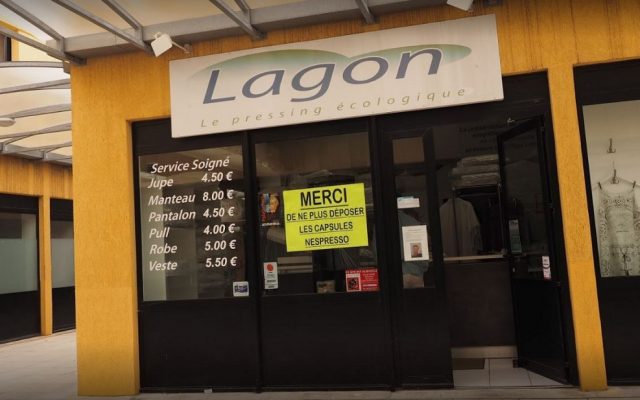 Lagon
Le pressing écologique
Service Soigné
Jupe 4.50 €
Manteau 8.00 €
Pantalon 4.50 €
Pull 4.00 €
Robe 5.00 €
Veste 5.50 €
MERCI
DE NE PLUS DÉPOSER
LES CAPSULES
NESPRESSO